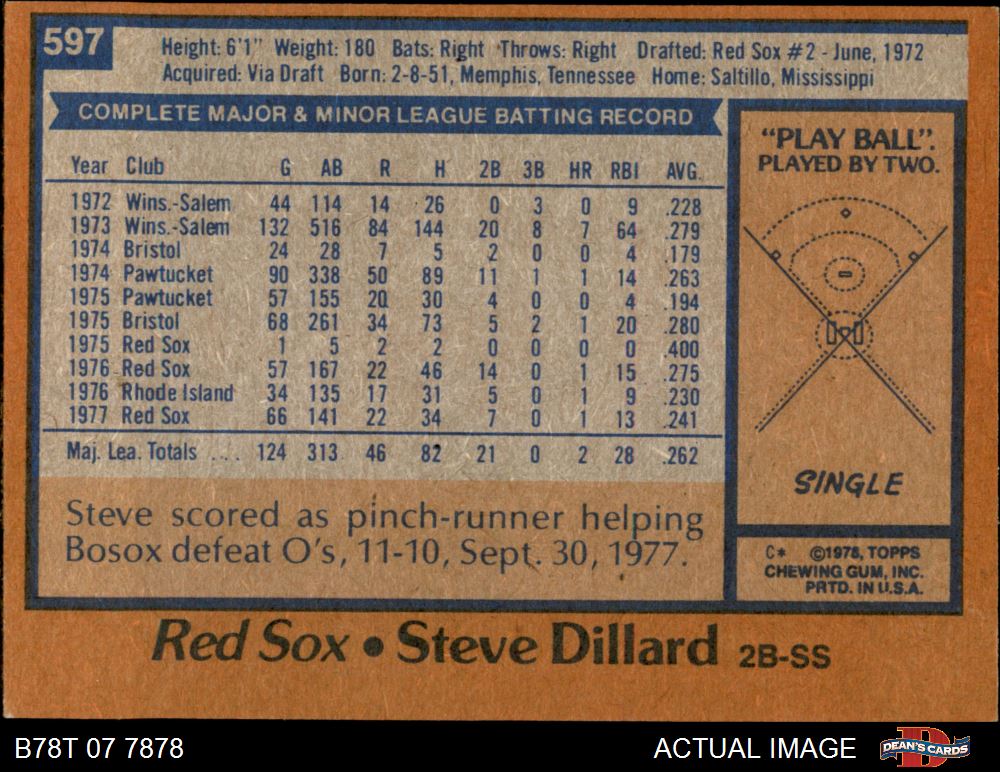 597
Height: 6'1" Weight: 180 Bats: Right Throws: Right Drafted: Red Sox #2 - June, 1972
Acquired: Via Draft Born: 2-8-51, Memphis, Tennessee Home: Saltillo, Mississippi
COMPLETE MAJOR & MINOR LEAGUE BATTING RECORD
Year Club G AB R H 2B 3B HR RBI AVG.
1972 Wins.-Salem 44 114 14 26 0 3 0 9 .228
1973 Wins.-Salem 132 516 84 144 20 8 7 64 .279
1974 Bristol 24 28 7 5 2 0 0 4 .179
1974 Pawtucket 90 338 50 89 11 1 1 14 .263
1975 Pawtucket 57 155 20 30 4 0 0 4 .194
1975 Bristol 68 261 34 73 5 2 1 20 .280
1975 Red Sox 1 5 2 2 0 0 0 0 .400
1976 Red Sox 57 167 22 46 14 0 1 15 .275
1976 Rhode Island 34 135 17 31 5 0 1 9 .230
1977 Red Sox 66 141 22 34 7 0 1 13 .241
Maj. Lea. Totals .... 124 313 46 82 21 0 2 28 .262
Steve scored as pinch-runner helping
Bosox defeat O's, 11-10, Sept. 30, 1977.
"PLAY BALL".
PLAYED BY TWO.
SINGLE
C* ©1978, TOPPS
CHEWING GUM, INC.
PRTD. IN U.S.A.
Red Sox • Steve Dillard 2B-SS
B78T 07 7878
ACTUAL IMAGE
D
DEAN'S CARDS